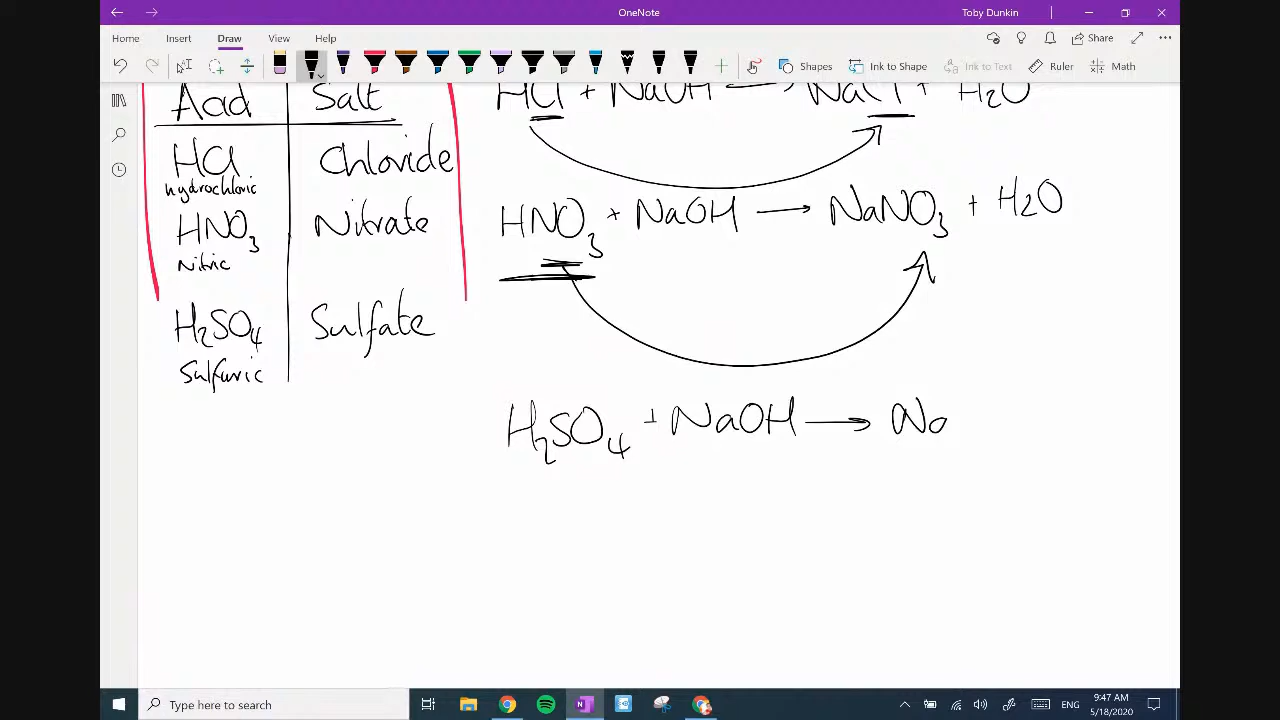 OneNote
Toby Dunkin
Home Insert Draw View Help
Share
Shapes
Ink to Shape
Ink to Text
Ruler
Math
Acid Salt
HCl Chloride
hydrochloric
HNO3 Nitrate
Nitric
H2SO4 Sulfate
Sulfuric
HCl + NaOH → NaCl + H2O
HNO3 + NaOH → NaNO3 + H2O
H2SO4 + NaOH → Na
Type here to search
ENG
9:47 AM
5/18/2020